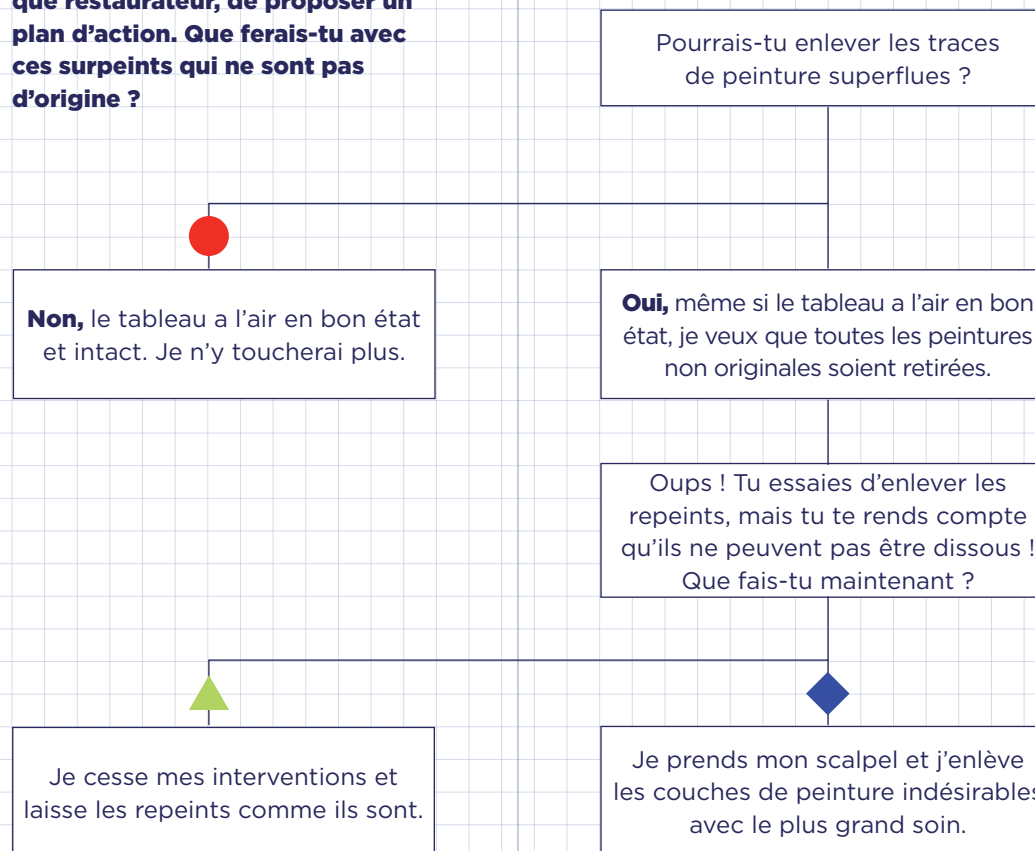 que restaurateur, de proposer un
plan d'action. Que ferais-tu avec
ces surpeints qui ne sont pas
d'origine ?
Pourrais-tu enlever les traces
de peinture superflues ?
Non, le tableau a l'air en bon état
et intact. Je n'y toucherai plus.
Oui, même si le tableau a l'air en bon
état, je veux que toutes les peintures
non originales soient retirées.
Oups ! Tu essaies d'enlever les
repeints, mais tu te rends compte
qu'ils ne peuvent pas être dissous !
Que fais-tu maintenant ?
Je cesse mes interventions et
laisse les repeints comme ils sont.
Je prends mon scalpel et j'enlève
les couches de peinture indésirables
avec le plus grand soin.